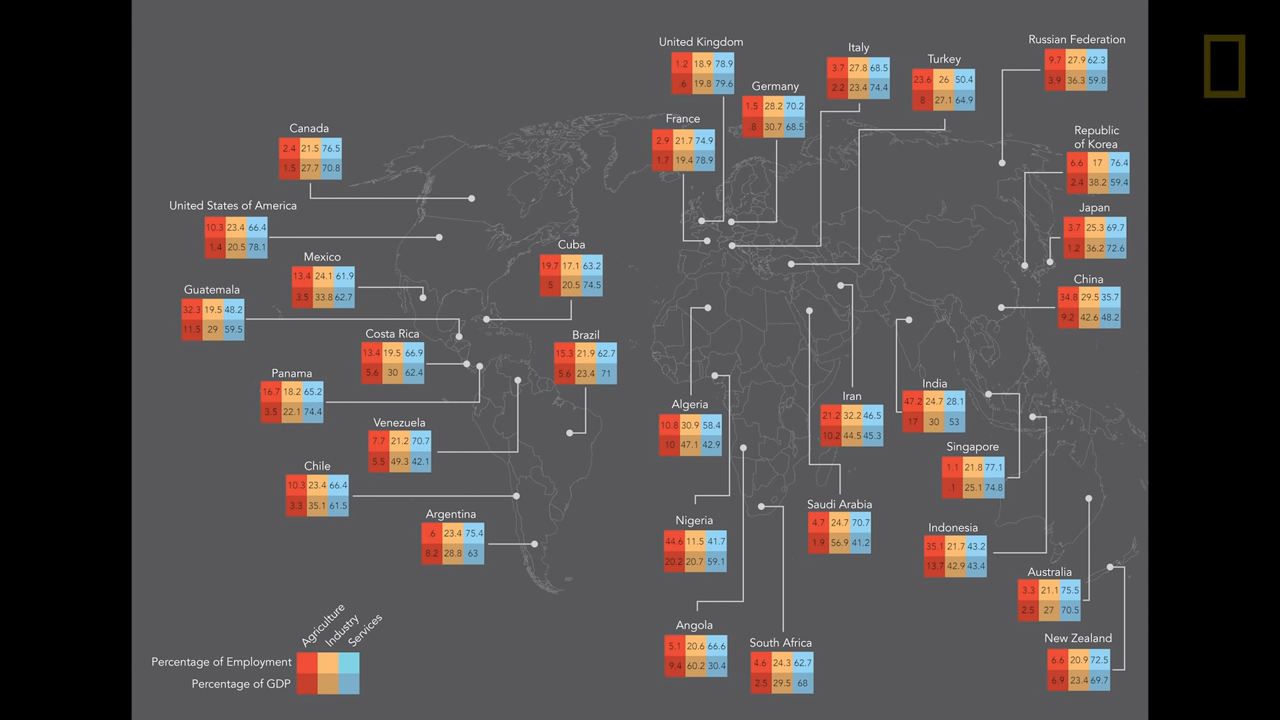 United Kingdom
1.2 18.9 78.9
.6 19.8 79.6
Germany
1.5 28.2 70.2
.8 30.7 68.5
Italy
3.7 27.8 68.5
2.2 23.4 74.4
Turkey
23.6 26 50.4
8 27.1 64.9
Russian Federation
9.7 27.9 62.3
3.9 36.3 59.8
France
2.9 21.7 74.9
1.7 19.4 78.9
Canada
2.4 21.5 76.5
1.5 27.7 70.8
Republic
of Korea
6.6 17 76.4
2.4 38.2 59.4
United States of America
10.3 23.4 66.4
1.4 20.5 78.1
Japan
3.7 25.3 69.7
1.2 36.2 72.6
Mexico
13.4 24.1 61.9
3.5 33.8 62.7
Cuba
19.7 17.1 63.2
5 20.5 74.5
China
34.8 29.5 35.7
9.2 42.6 48.2
Guatemala
32.3 19.5 48.2
11.5 29 59.5
Costa Rica
13.4 19.5 66.9
5.6 30 62.4
Brazil
15.3 21.9 62.7
5.6 23.4 71
Panama
16.7 18.2 65.2
3.5 22.1 74.4
Algeria
10.8 30.9 58.4
10 47.1 42.9
Iran
21.2 32.2 46.5
10.2 44.5 45.3
India
47.2 24.7 28.1
17 30 53
Venezuela
7.7 21.2 70.7
5.5 49.3 42.1
Singapore
1.1 21.8 77.1
.1 25.1 74.8
Chile
10.3 23.4 66.4
3.3 35.1 61.5
Argentina
.6 23.4 75.4
8.2 28.8 63
Nigeria
44.6 11.5 41.7
20.2 20.7 59.1
Saudi Arabia
4.7 24.7 70.7
1.9 56.9 41.2
Indonesia
35.1 21.7 43.2
13.7 42.9 43.4
Australia
3.3 21.1 75.5
2.5 27 70.5
Angola
5.1 20.6 66.6
9.4 60.2 30.4
South Africa
4.6 24.3 62.7
2.5 29.5 68
New Zealand
6.6 20.9 72.5
6.9 23.4 69.7
Agriculture
Industry
Services
Percentage of Employment
Percentage of GDP